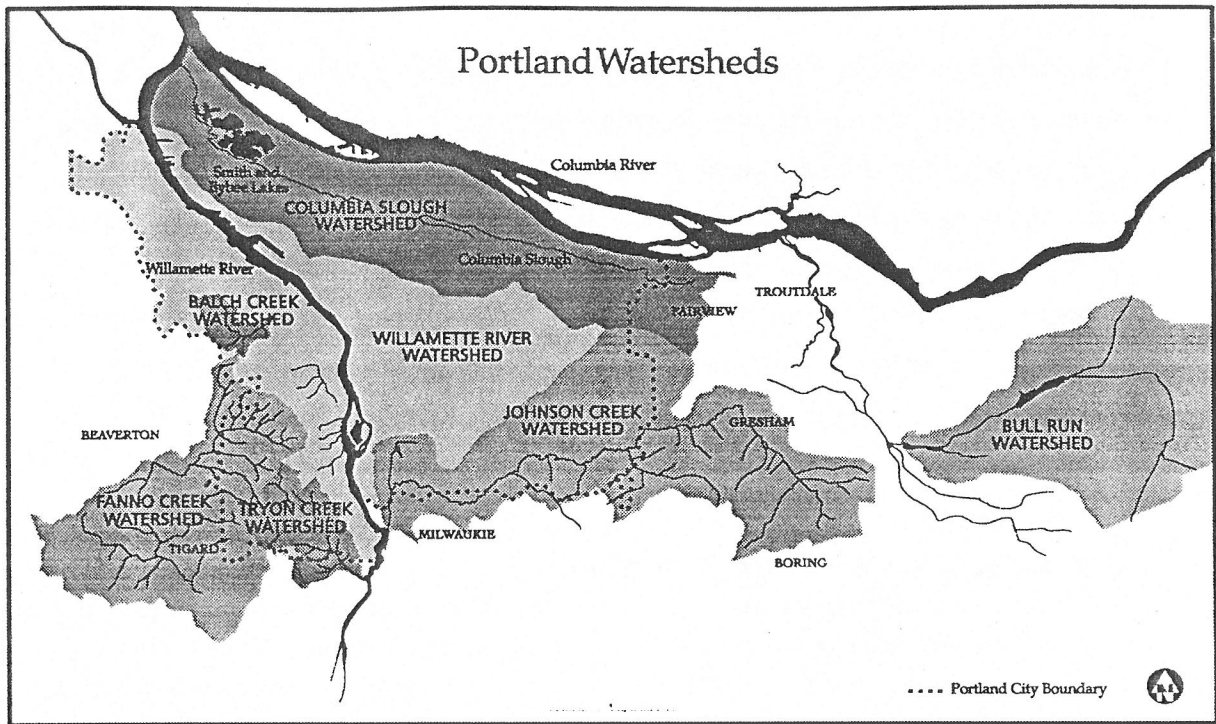 Portland Watersheds
Columbia River
Smith and
Bybee Lakes
COLUMBIA SLOUGH
WATERSHED
Columbia Slough
Willamette River
TROUTDALE
BALCH CREEK
WATERSHED
FAIRVIEW
WILLAMETTE RIVER
WATERSHED
JOHNSON CREEK
WATERSHED
GRESHAM
BULL RUN
WATERSHED
BEAVERTON
FANNO CREEK
WATERSHED
TRYON CREEK
WATERSHED
MILWAUKIE
TIGARD
BORING
Portland City Boundary
N